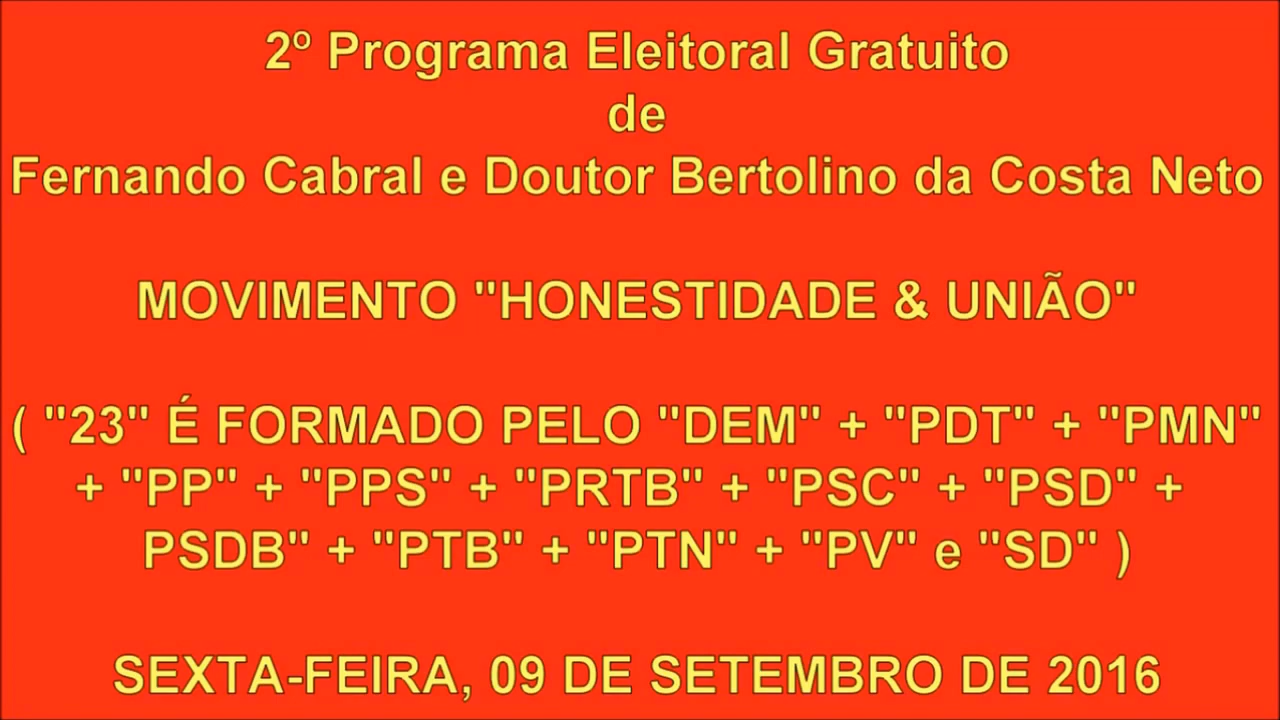 2º Programa Eleitoral Gratuito
de
Fernando Cabral e Doutor Bertolino da Costa Neto
MOVIMENTO "HONESTIDADE & UNIÃO"
( "23" É FORMADO PELO "DEM" + "PDT" + "PMN"
+ "PP" + "PPS" + "PRTB" + "PSC" + "PSD" +
PSDB" + "PTB" + "PTN" + "PV" e "SD" )
SEXTA-FEIRA, 09 DE SETEMBRO DE 2016